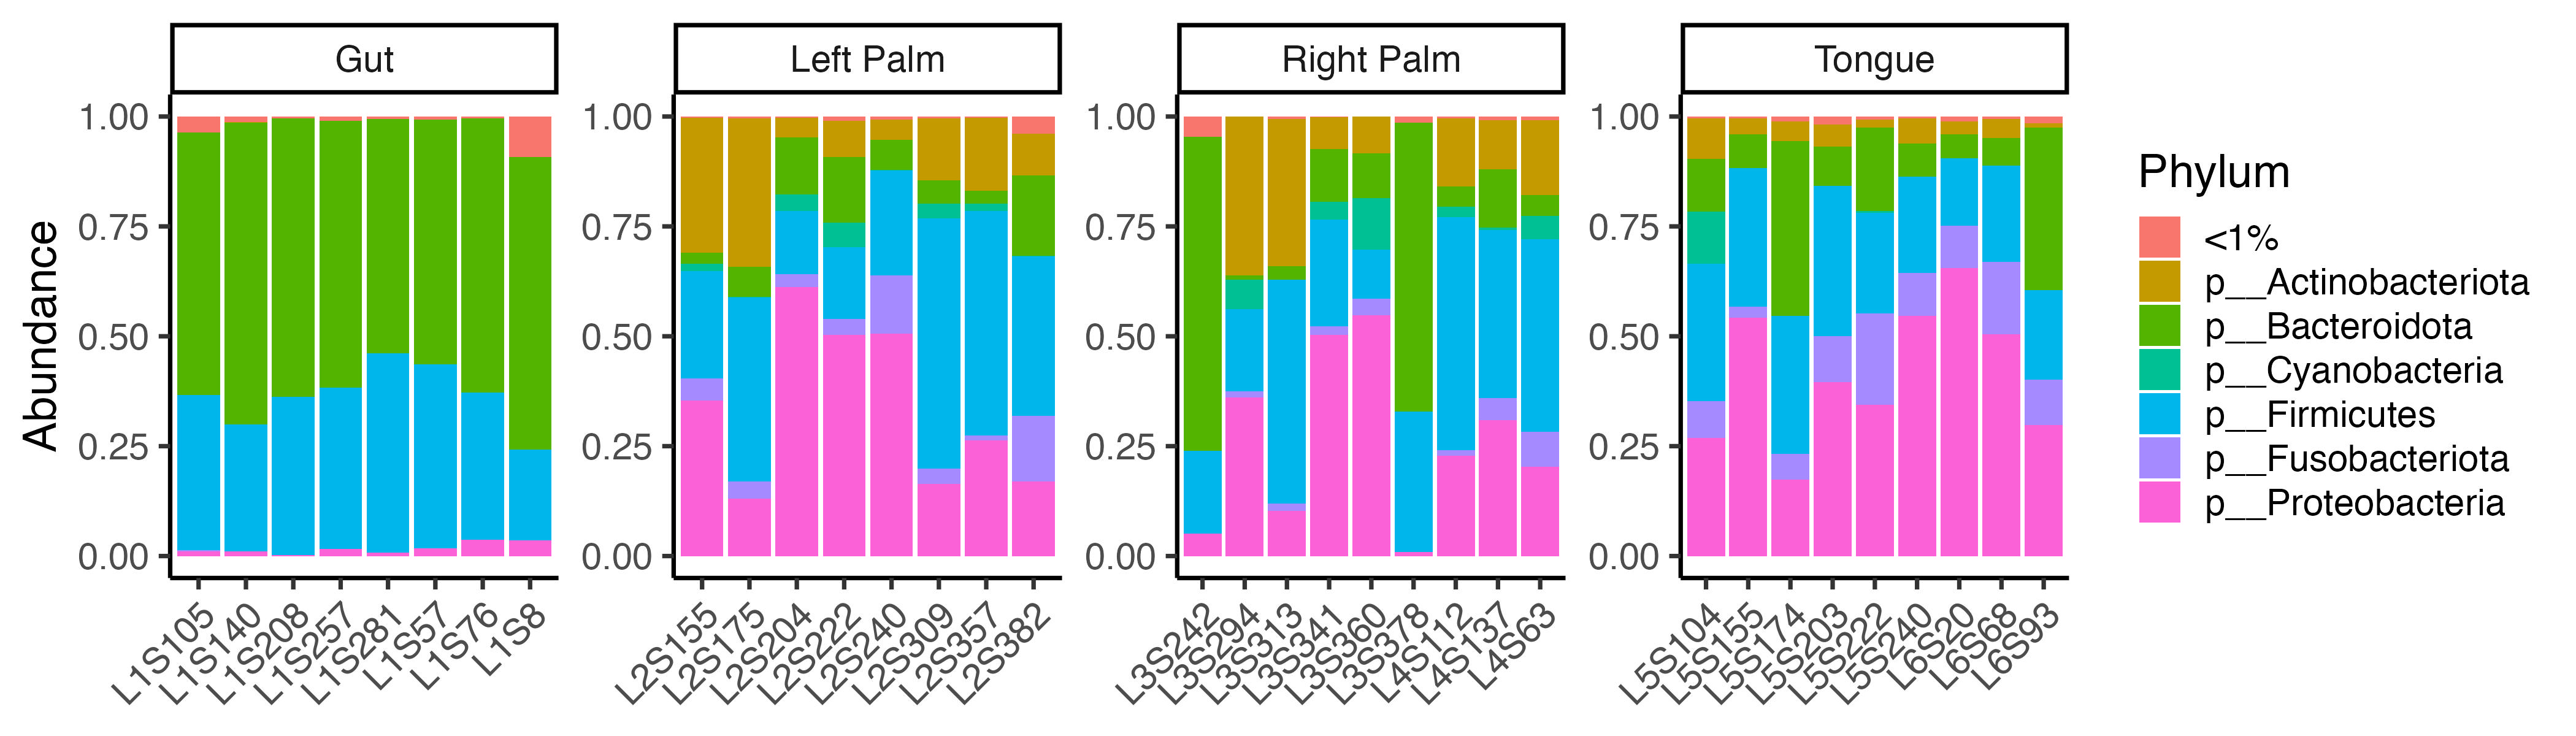 Gut
Left Palm
Right Palm
Tongue
Abundance
1.00
0.75
0.50
0.25
0.00
L1S105
L1S140
L1S208
L1S257
L1S281
L1S57
L1S76
L1S8
1.00
0.75
0.50
0.25
0.00
L2S155
L2S175
L2S204
L2S222
L2S240
L2S309
L2S357
L2S382
1.00
0.75
0.50
0.25
0.00
L3S242
L3S294
L3S313
L3S341
L3S360
L3S378
L4S112
L4S137
L4S63
1.00
0.75
0.50
0.25
0.00
L5S104
L5S155
L5S174
L5S203
L5S222
L5S240
L6S20
L6S68
L6S93
Phylum
<1%
p__Actinobacteriota
p__Bacteroidota
p__Cyanobacteria
p__Firmicutes
p__Fusobacteriota
p__Proteobacteria